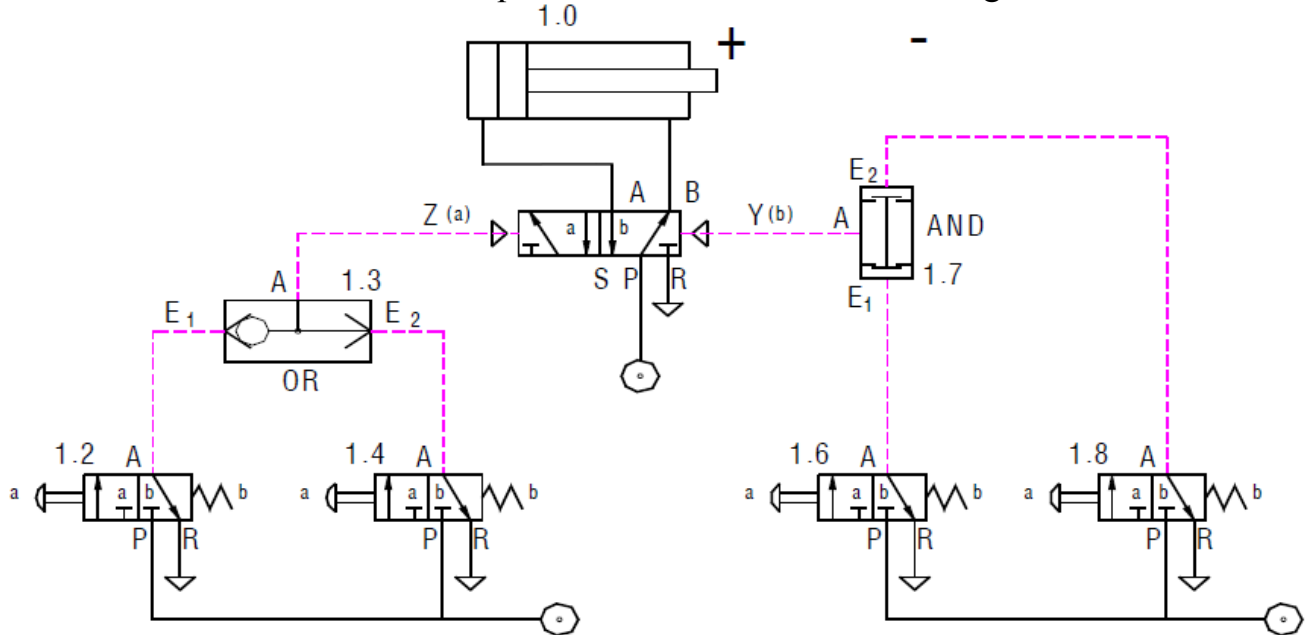 1.0
+ -
A B
Z (a)
a b
Y(b)
S P R
E2
A AND
1.7
E1
A 1.3
E1 E2
OR
1.2 A
a a b b
P R
1.4 A
a a b b
P R
1.6 A
a a b b
P R
1.8 A
a a b b
P R